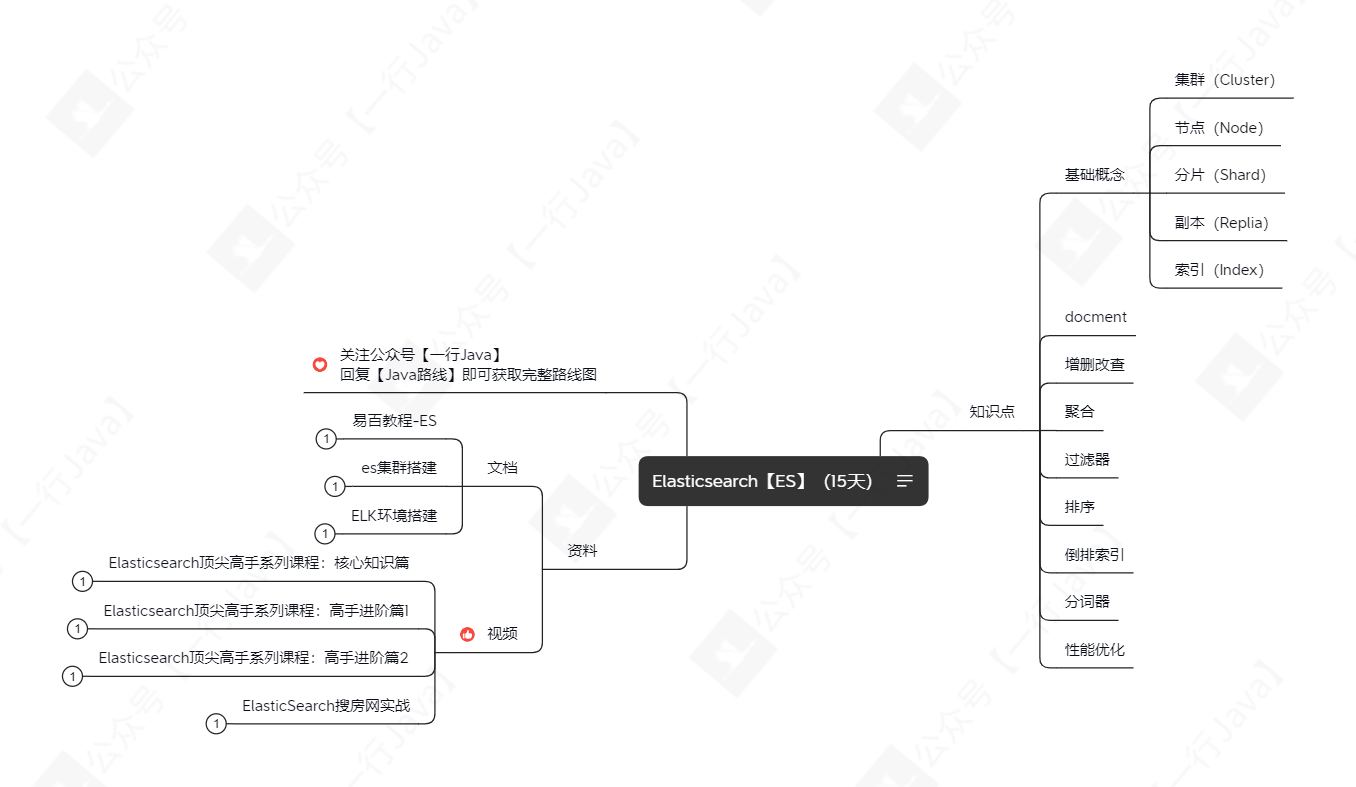 Elasticsearch【ES】 (15天)
知识点
基础概念
集群（Cluster）
节点（Node）
分片（Shard）
副本（Replia）
索引（Index）
docment
增删改查
聚合
过滤器
排序
倒排索引
分词器
性能优化
关注公众号【一行Java】
回复【Java路线】即可获取完整路线图
资料
文档
易百教程-ES
1
es集群搭建
1
ELK环境搭建
1
视频
Elasticsearch顶尖高手系列课程：核心知识篇
1
Elasticsearch顶尖高手系列课程：高手进阶篇1
1
Elasticsearch顶尖高手系列课程：高手进阶篇2
1
ElasticSearch搜房网实战
1
公众号【一行Java】